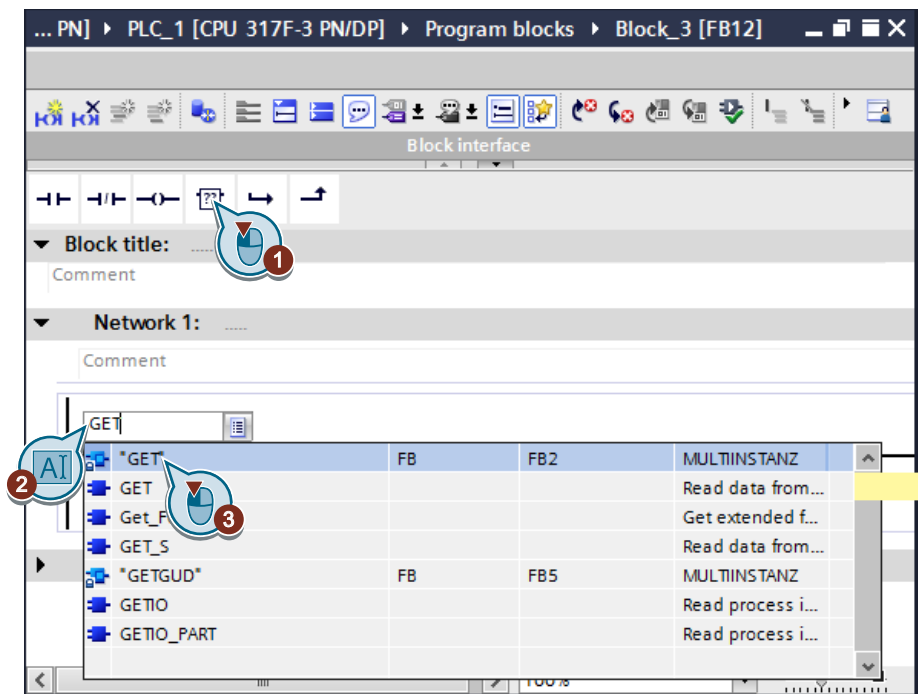 ... PN] ▸ PLC_1 [CPU 317F-3 PN/DP] ▸ Program blocks ▸ Block_3 [FB12]
Block interface
??
1
Block title: .....
Comment
Network 1: .....
Comment
GET
"GET" FB FB2 MULTIINSTANZ
AI
2
GET Read data from...
3
Get_F Get extended f...
GET_S Read data from...
"GETGUD" FB FB5 MULTIINSTANZ
GETIO Read process i...
GETIO_PART Read process i...
100%